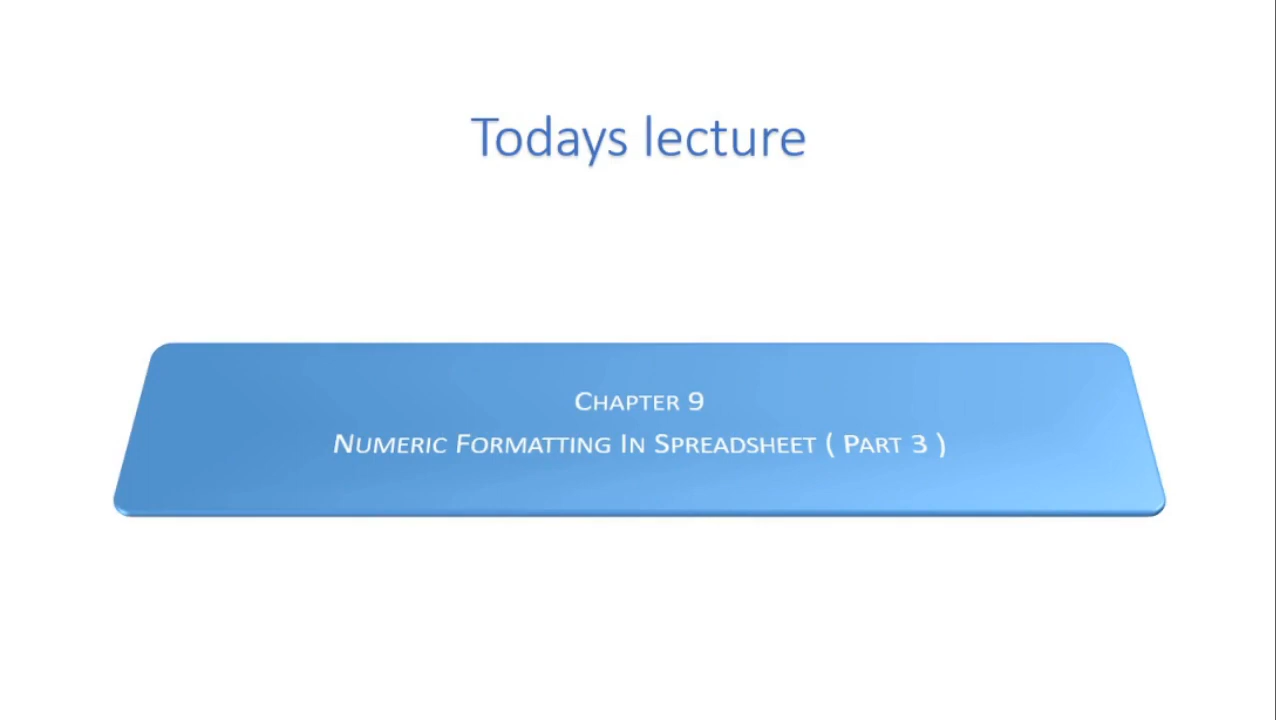 Todays lecture
CHAPTER 9
NUMERIC FORMATTING IN SPREADSHEET ( PART 3 )